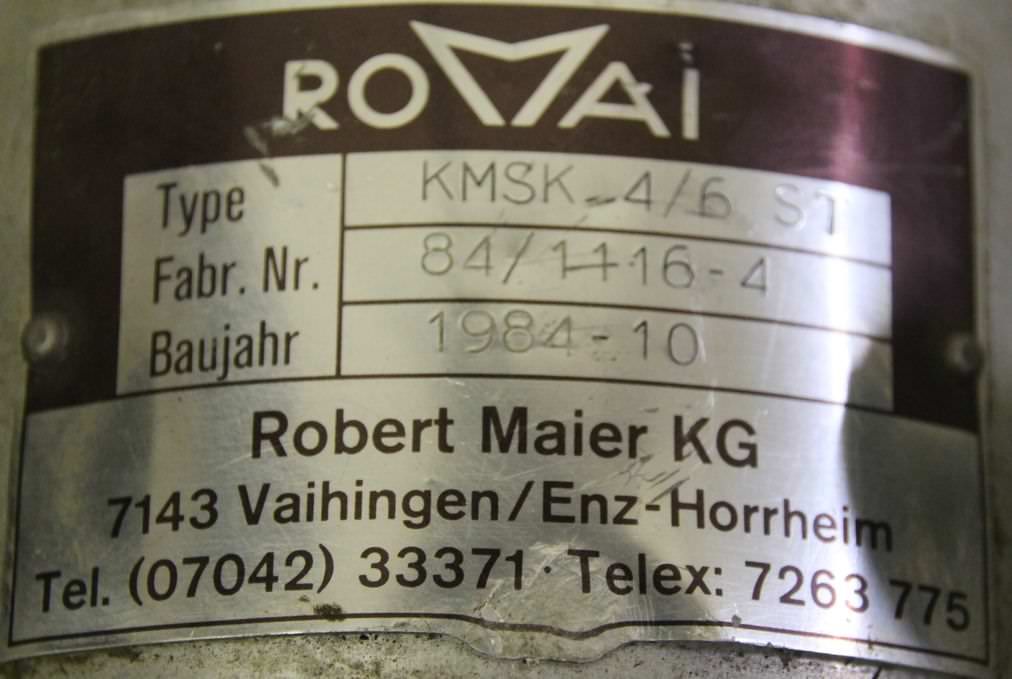 ROMAi
Type KMSK-4/6 ST
Fabr. Nr. 84/1116-4
Baujahr 1984-10
Robert Maier KG
7143 Vaihingen/Enz-Horrheim
Tel. (07042) 33371 · Telex: 7263 775